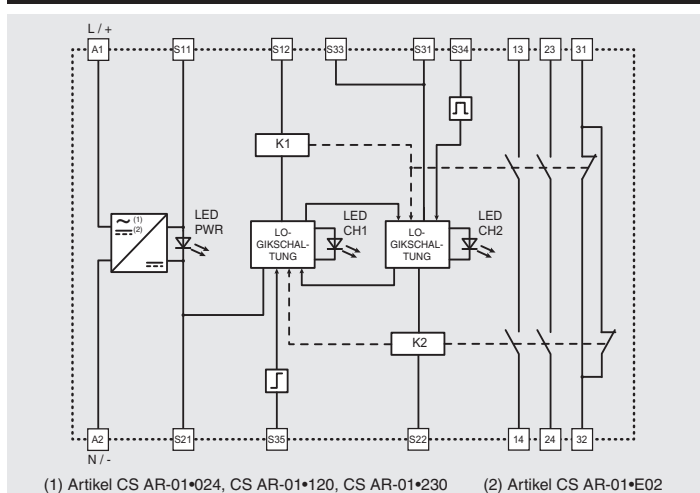 L / +
A1 S11 S12 S33 S31 S34 13 23 31
K1
(1)
(2)
LED
PWR
LO-
GIKSCHAL-
TUNG
LED
CH1
LO-
GIKSCHAL-
TUNG
LED
CH2
K2
A2 S21 S35 S22 14 24 32
N / -
(1) Artikel CS AR-01•024, CS AR-01•120, CS AR-01•230 (2) Artikel CS AR-01•E02